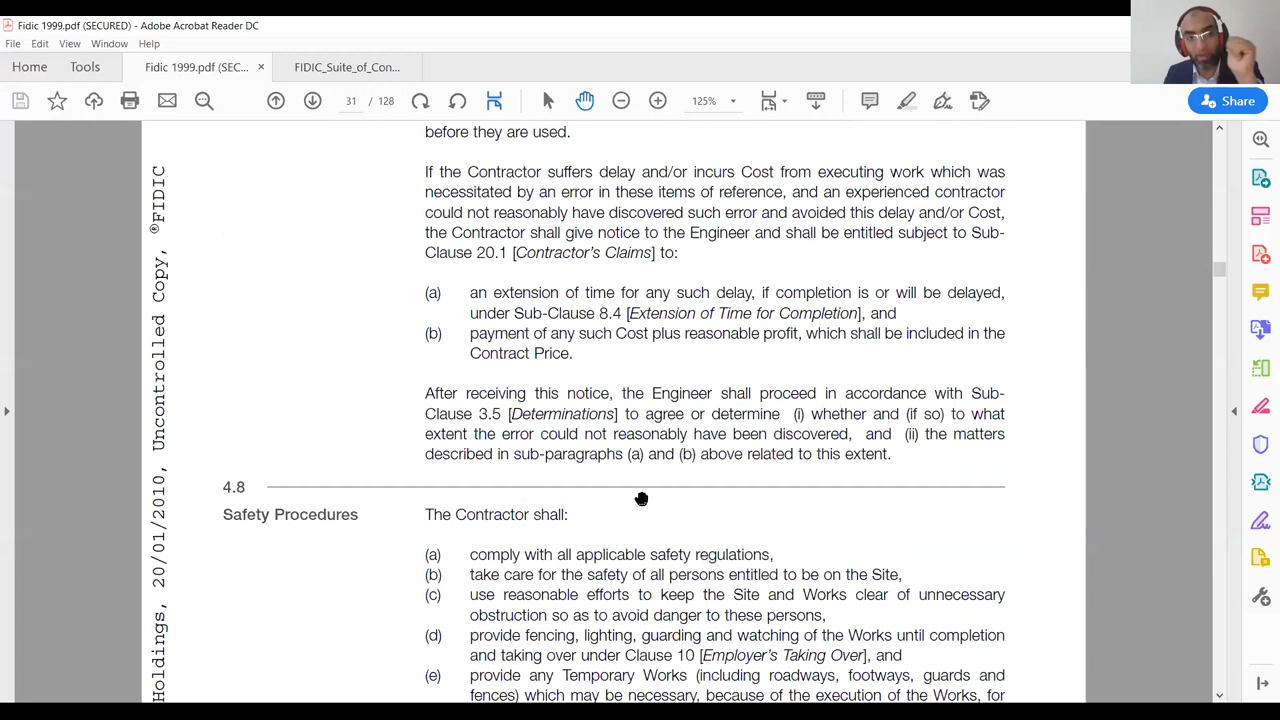 Fidic 1999.pdf (SECURED) - Adobe Acrobat Reader DC
File Edit View Window Help
Home Tools Fidic 1999.pdf (SEC... × FIDIC_Suite_of_Con...
31 / 128 125% Share
before they are used.
If the Contractor suffers delay and/or incurs Cost from executing work which was
necessitated by an error in these items of reference, and an experienced contractor
could not reasonably have discovered such error and avoided this delay and/or Cost,
the Contractor shall give notice to the Engineer and shall be entitled subject to Sub-
Clause 20.1 [Contractor's Claims] to:
(a) an extension of time for any such delay, if completion is or will be delayed,
under Sub-Clause 8.4 [Extension of Time for Completion], and
(b) payment of any such Cost plus reasonable profit, which shall be included in the
Contract Price.
After receiving this notice, the Engineer shall proceed in accordance with Sub-
Clause 3.5 [Determinations] to agree or determine (i) whether and (if so) to what
extent the error could not reasonably have been discovered, and (ii) the matters
described in sub-paragraphs (a) and (b) above related to this extent.
4.8
Safety Procedures The Contractor shall:
(a) comply with all applicable safety regulations,
(b) take care for the safety of all persons entitled to be on the Site,
(c) use reasonable efforts to keep the Site and Works clear of unnecessary
obstruction so as to avoid danger to these persons,
(d) provide fencing, lighting, guarding and watching of the Works until completion
and taking over under Clause 10 [Employer's Taking Over], and
(e) provide any Temporary Works (including roadways, footways, guards and
fences) which may be necessary, because of the execution of the Works, for
Holdings, 20/01/2010, Uncontrolled Copy, ®FIDIC